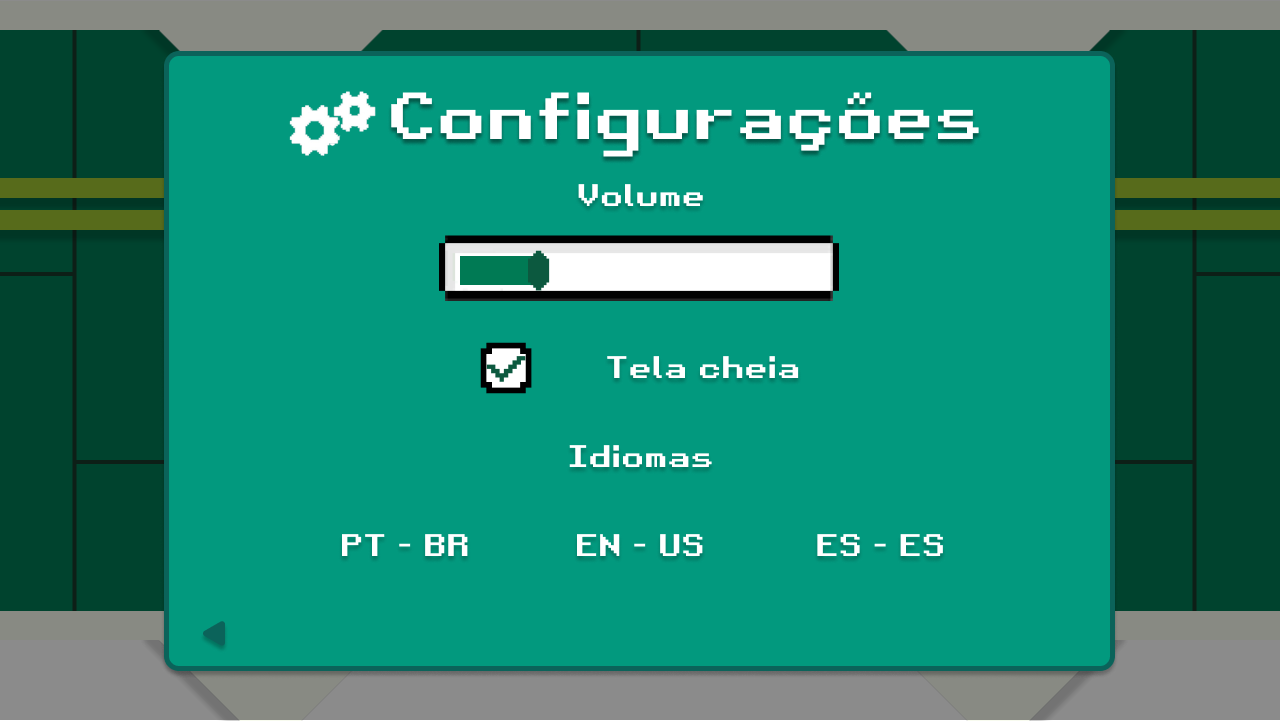 Configurações
Volume
Tela cheia
Idiomas
PT - BR EN - US ES - ES